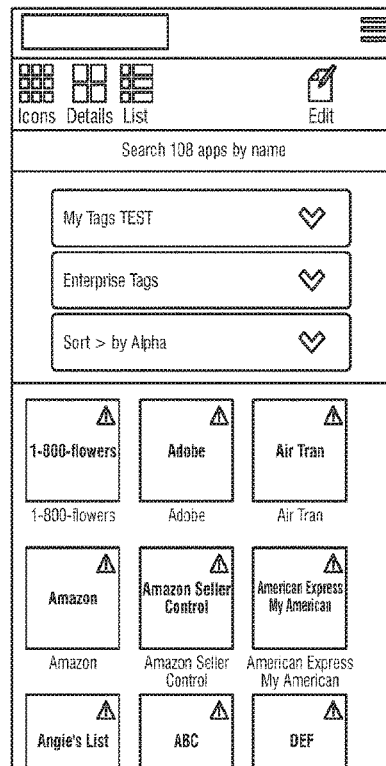 Icons Details List Edit
Search 108 apps by name
My Tags TEST
Enterprise Tags
Sort > by Alpha
1-800-flowers Adobe Air Tran
1-800-flowers Adobe Air Tran
Amazon Amazon Seller Control American Express My American
Amazon Amazon Seller Control American Express My American
Angie's List ABC DEF